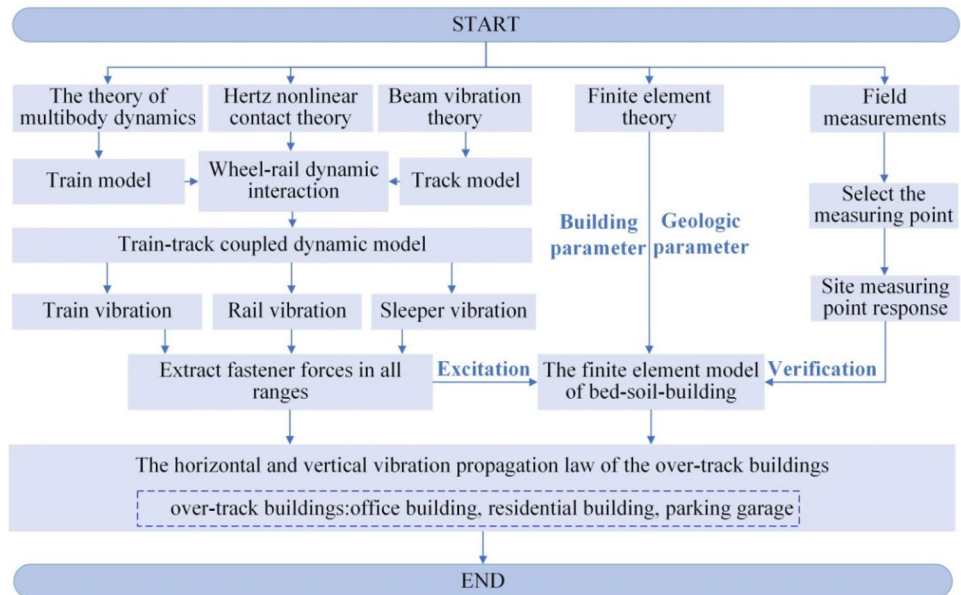 START
The theory of
multibody dynamics
Hertz nonlinear
contact theory
Beam vibration
theory
Finite element
theory
Field
measurements
Train model
Wheel-rail dynamic
interaction
Track model
Select the
measuring point
Building
parameter
Geologic
parameter
Train-track coupled dynamic model
Site measuring
point response
Train vibration
Rail vibration
Sleeper vibration
Extract fastener forces in all
ranges
Excitation
The finite element model
of bed-soil-building
Verification
The horizontal and vertical vibration propagation law of the over-track buildings
over-track buildings:office building, residential building, parking garage
END